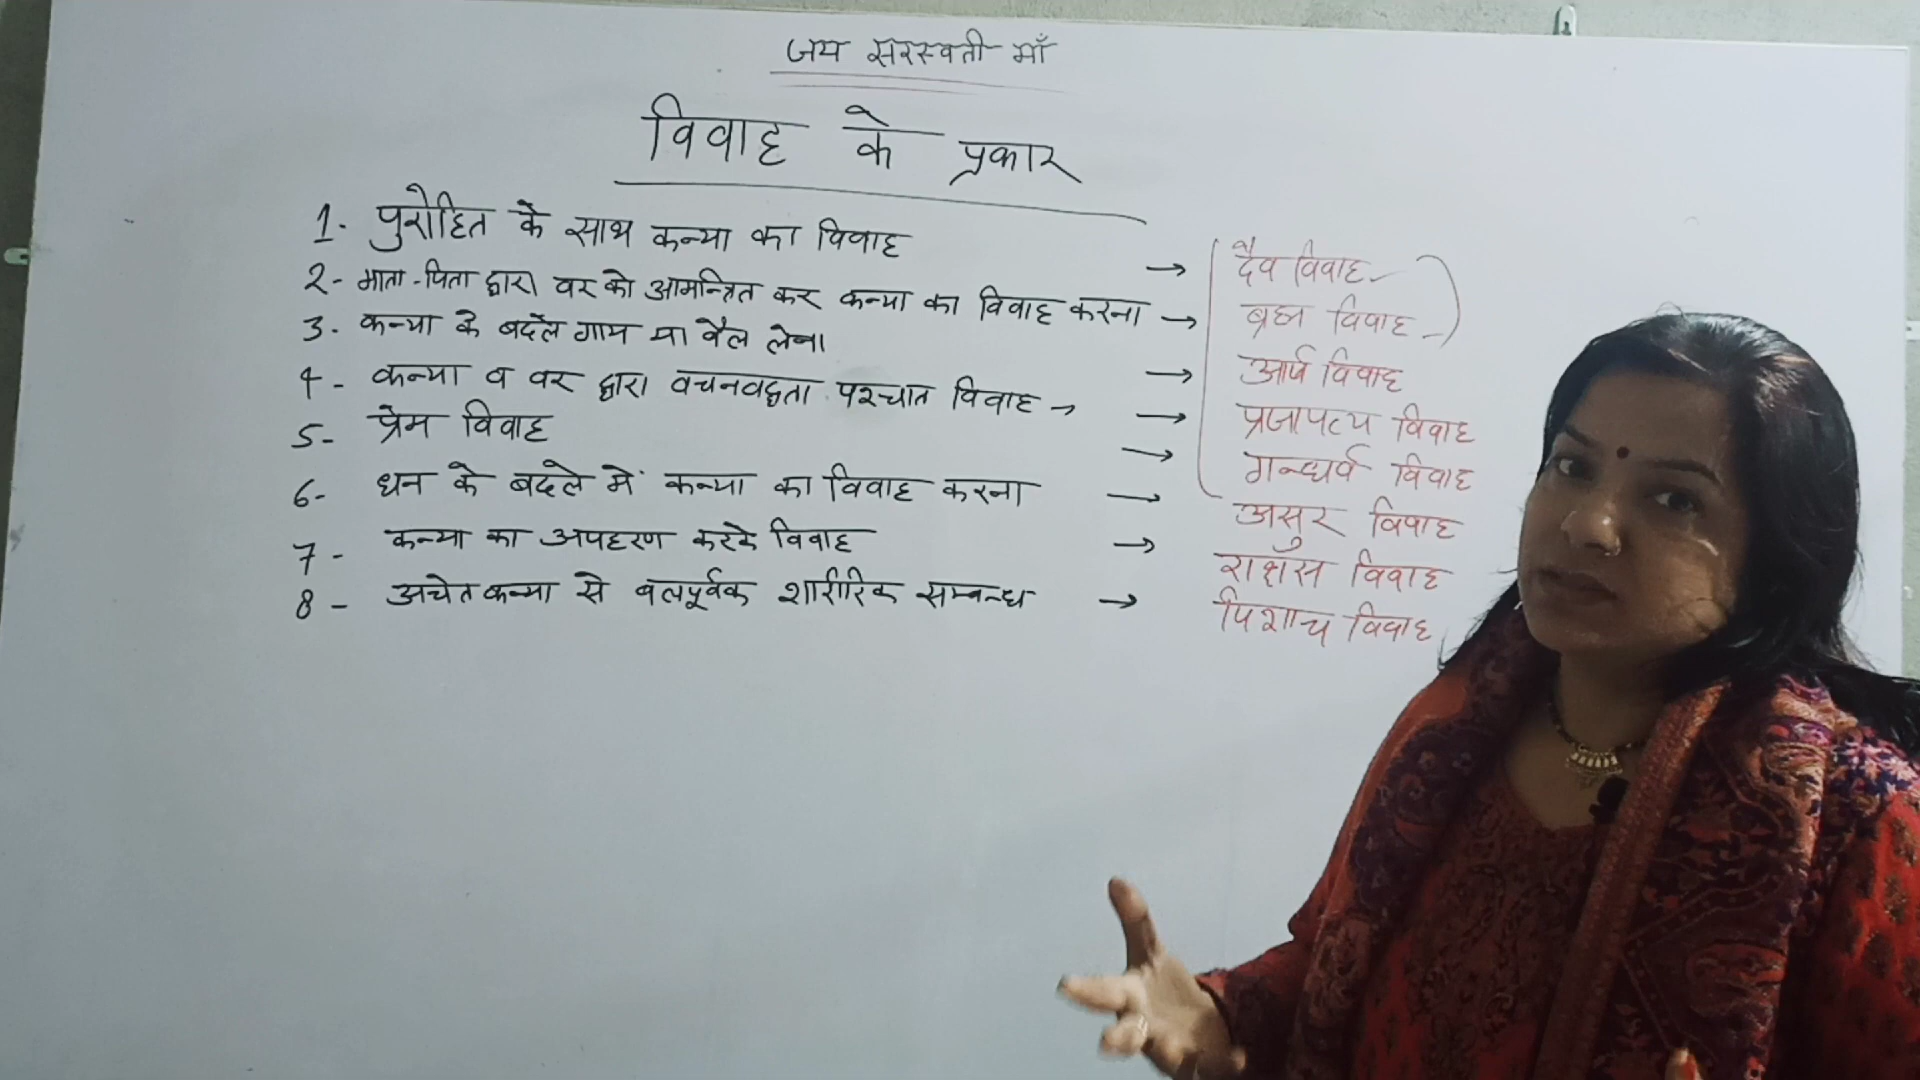 जय सरस्वती माँ
विवाह के प्रकार
1- पुरोहित के साथ कन्या का विवाह → दैव विवाह
2- माता-पिता द्वारा वर को आमन्त्रित कर कन्या का विवाह करना → ब्रह्म विवाह
3- कन्या के बदले गाय या बैल लेना → आर्ष विवाह
4- कन्या व वर द्वारा वचनवद्धता पश्चात विवाह → → प्रजापत्य विवाह
5- प्रेम विवाह → गन्धर्व विवाह
6- धन के बदले में कन्या का विवाह करना → असुर विवाह
7- कन्या का अपहरण करके विवाह → राक्षस विवाह
8- अचेत कन्या से वलपूर्वक शारीरिक सम्बन्ध → पिशाच विवाह